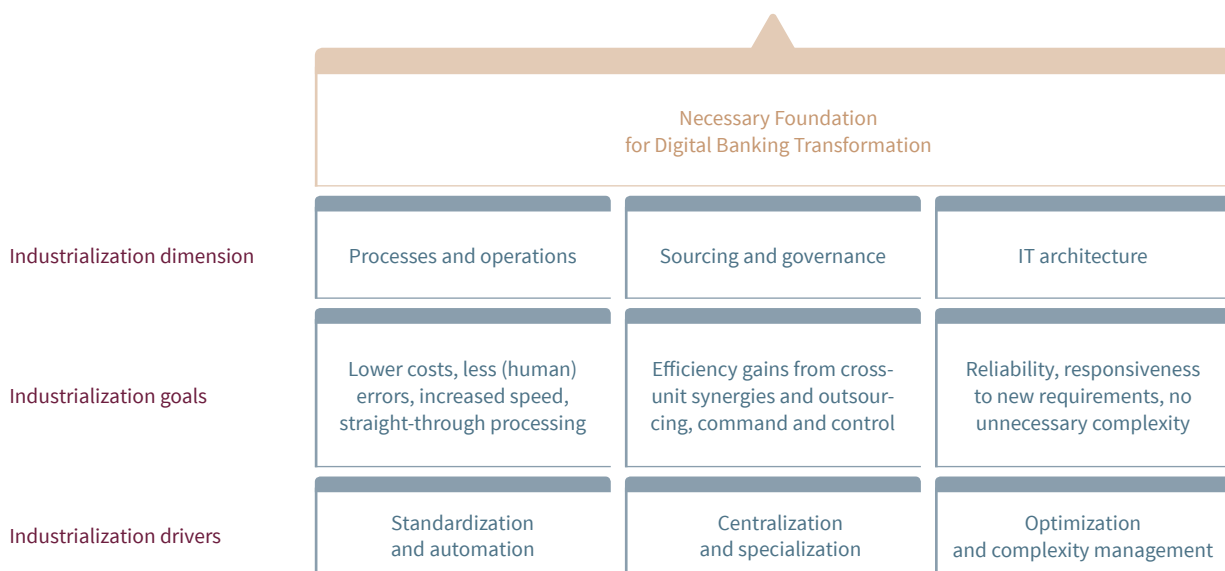 Necessary Foundation
for Digital Banking Transformation
Industrialization dimension
Processes and operations
Sourcing and governance
IT architecture
Industrialization goals
Lower costs, less (human)
errors, increased speed,
straight-through processing
Efficiency gains from cross-
unit synergies and outsour-
cing, command and control
Reliability, responsiveness
to new requirements, no
unnecessary complexity
Industrialization drivers
Standardization
and automation
Centralization
and specialization
Optimization
and complexity management